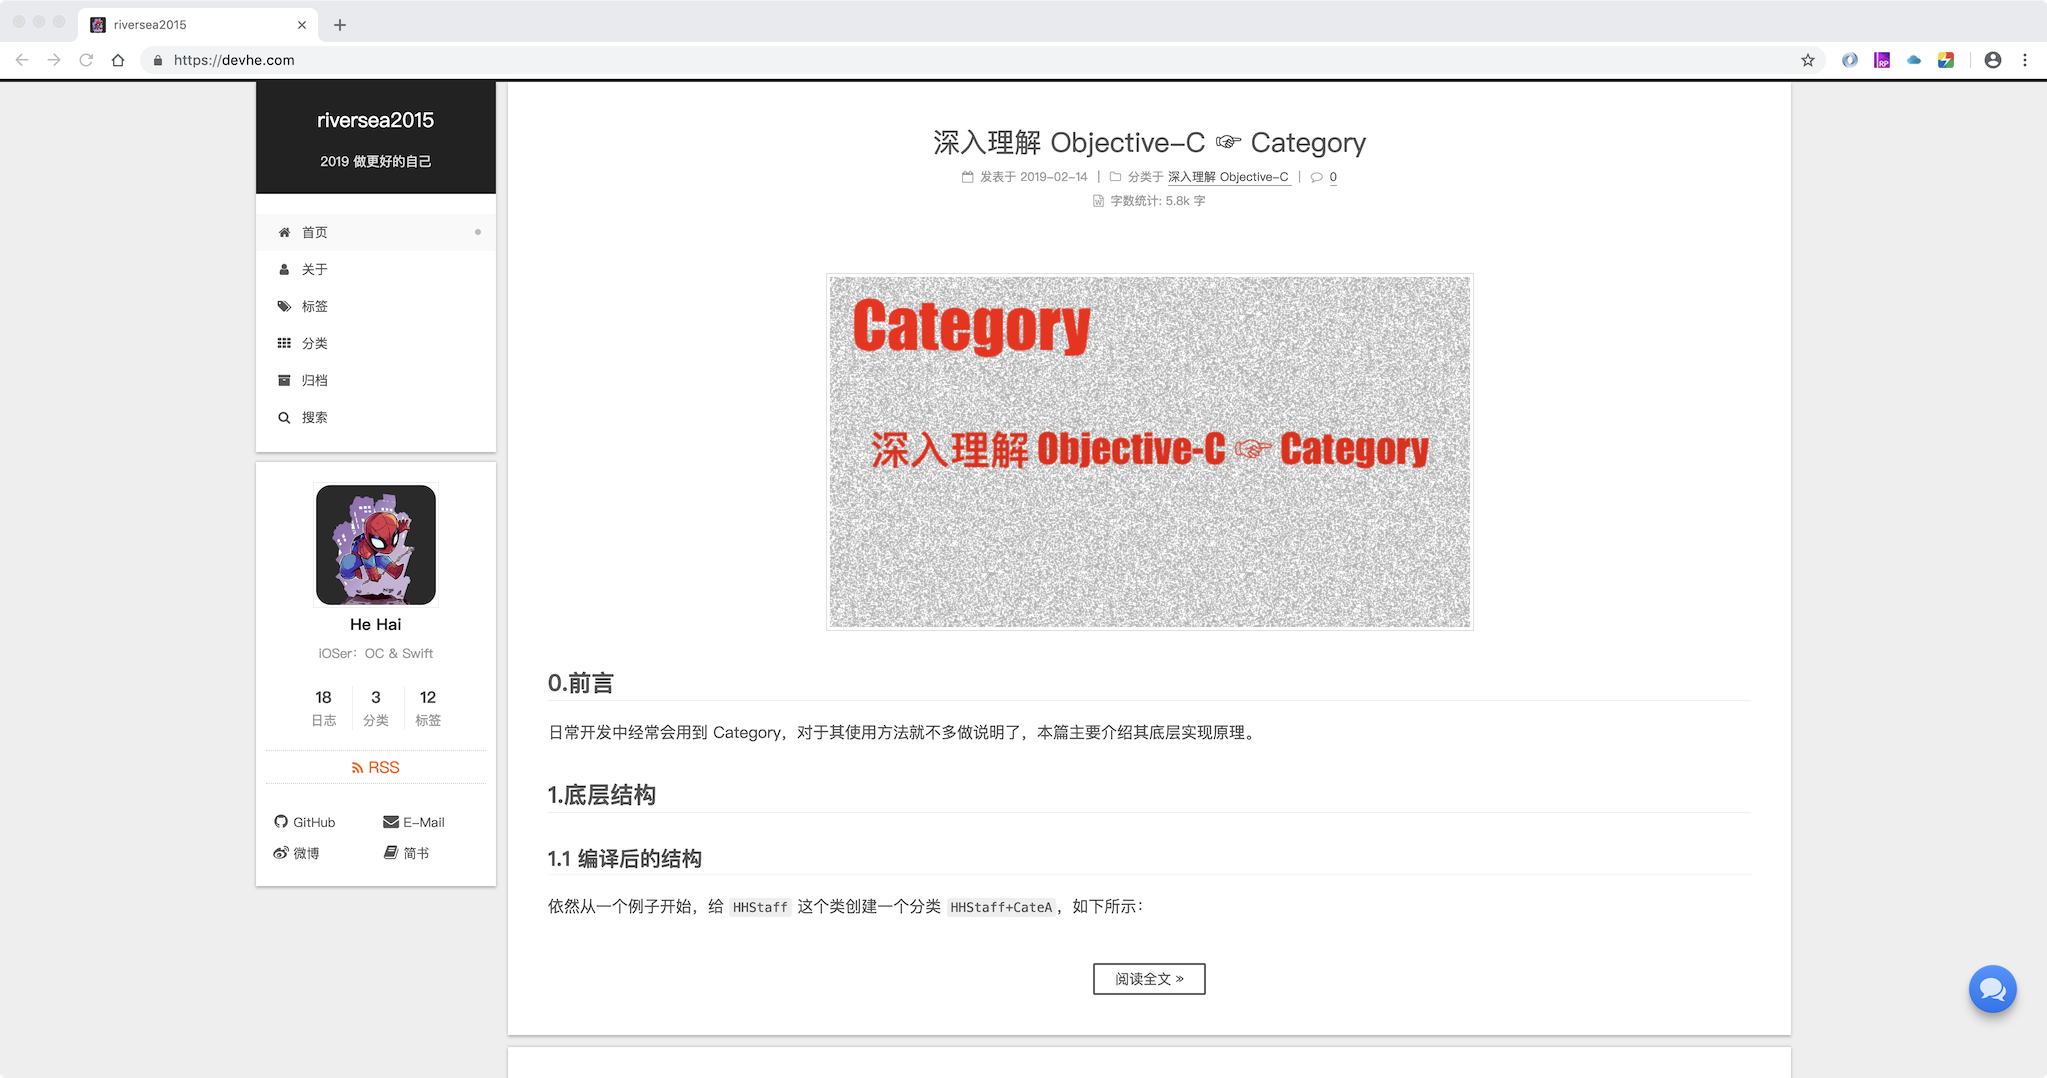 riversea2015
https://devhe.com
RP
riversea2015
2019 做更好的自己
首页
关于
标签
分类
归档
搜索
He Hai
iOSer：OC & Swift
18 3 12
日志 分类 标签
RSS
GitHub E-Mail
微博 简书
深入理解 Objective-C ☞ Category
发表于 2019-02-14 | 分类于 深入理解 Objective-C | 0
字数统计: 5.8k 字
Category
深入理解 Objective-C ☞ Category
0.前言
日常开发中经常会用到 Category，对于其使用方法就不多做说明了，本篇主要介绍其底层实现原理。
1.底层结构
1.1 编译后的结构
依然从一个例子开始，给 HHStaff 这个类创建一个分类 HHStaff+CateA，如下所示：
阅读全文 »